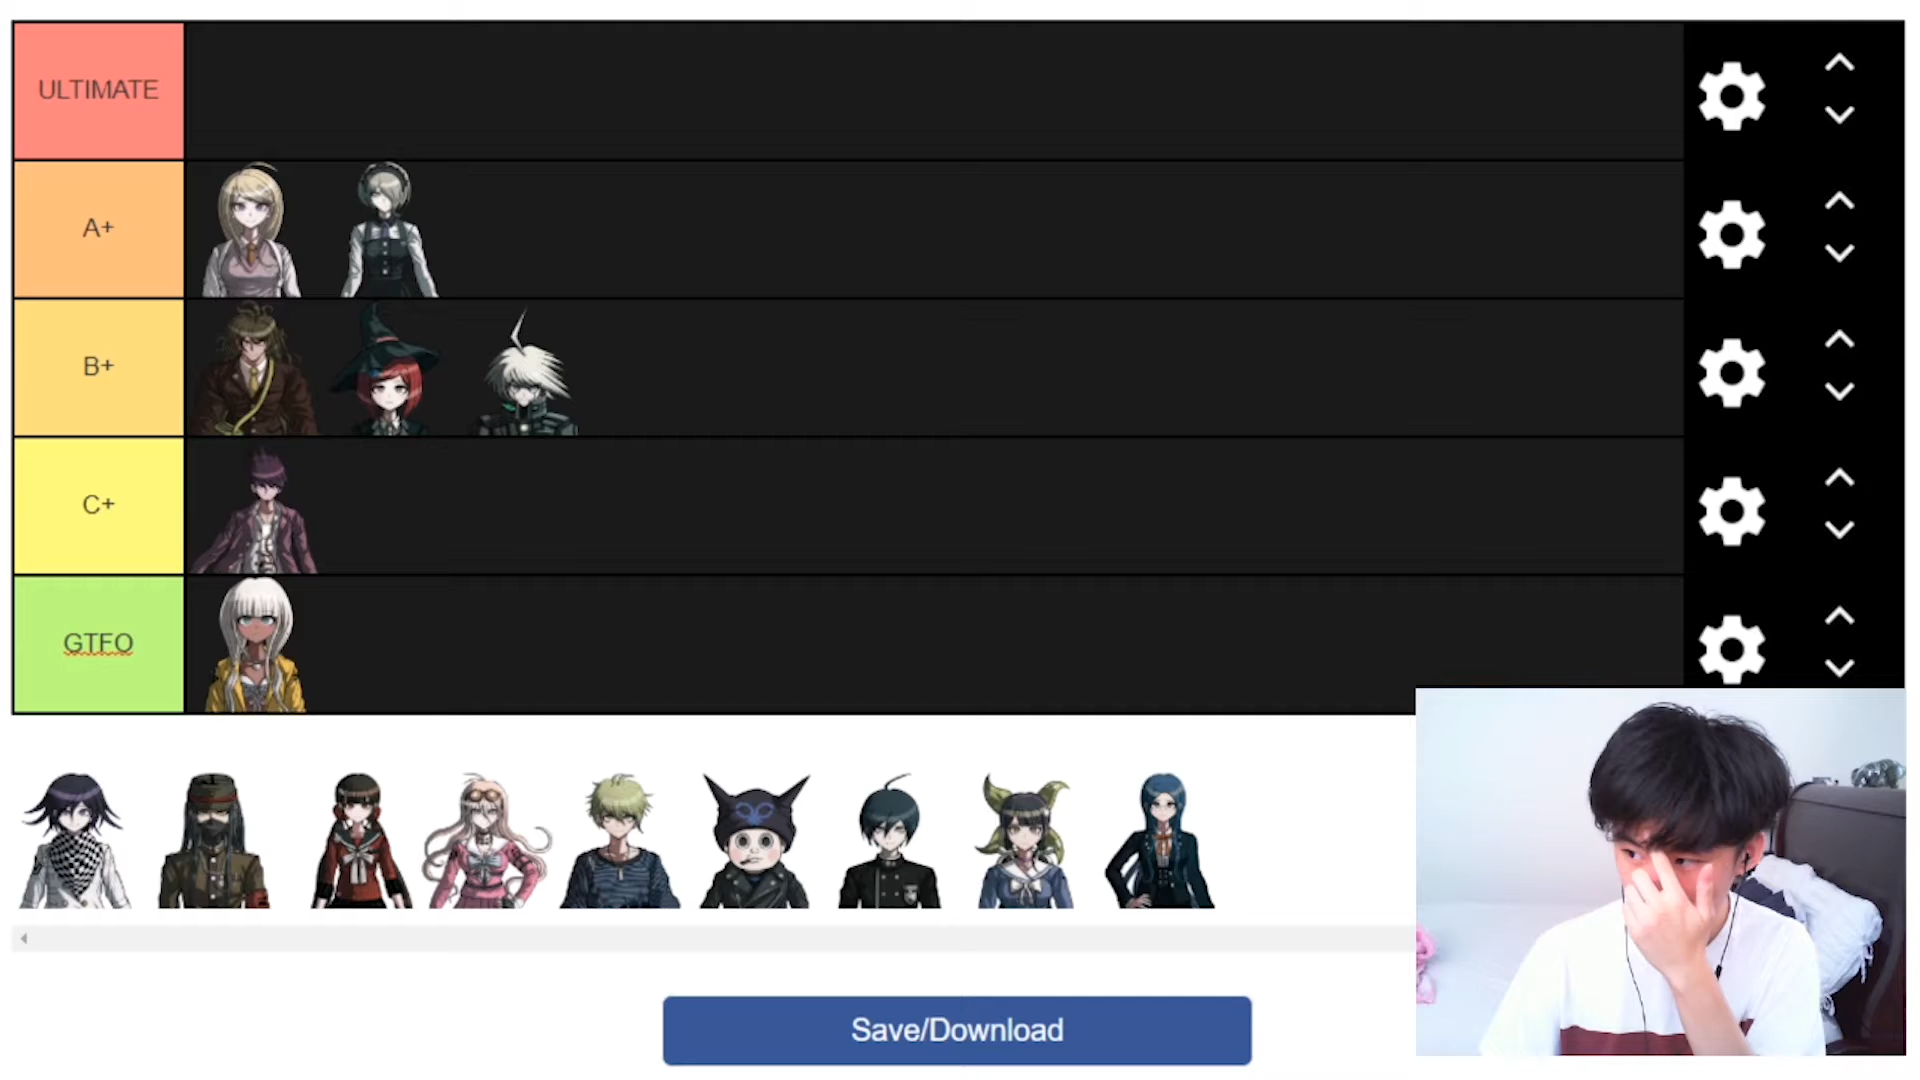 ULTIMATE
A+
B+
C+
GTFO
Save/Download